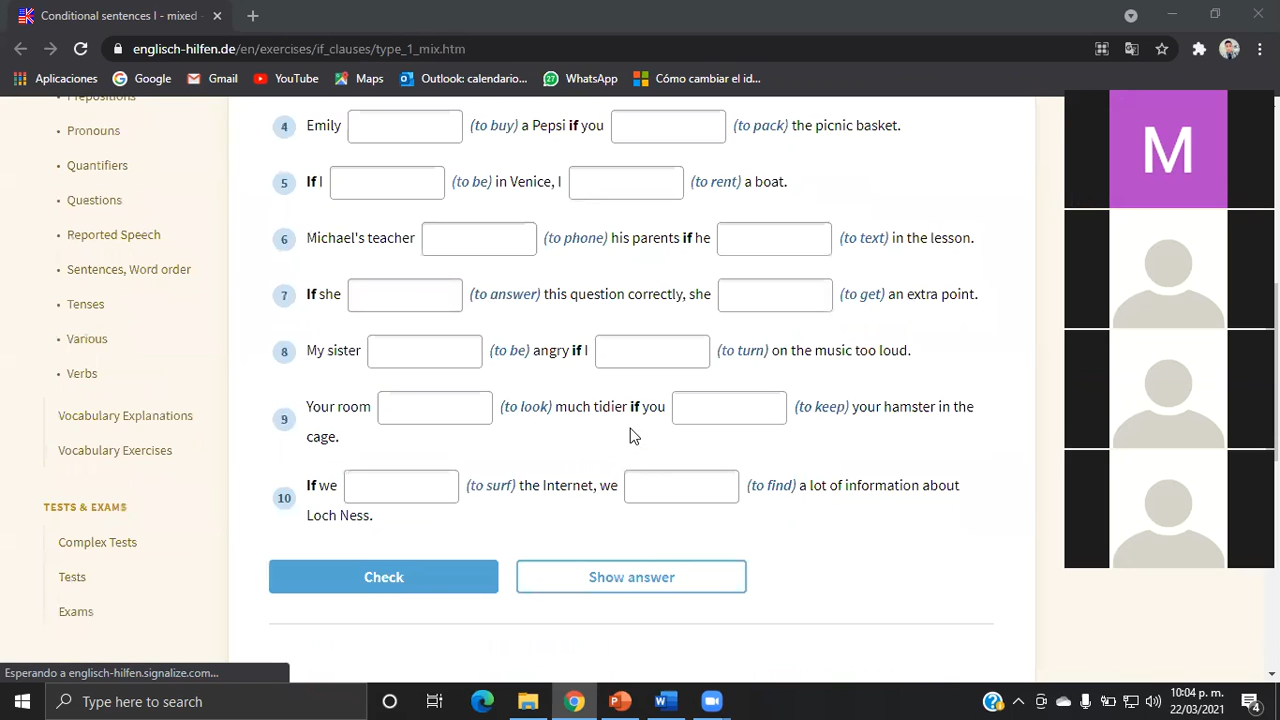 Conditional sentences I - mixed
englisch-hilfen.de/en/exercises/if_clauses/type_1_mix.htm
Aplicaciones Google Gmail YouTube Maps Outlook: calendario... 27 WhatsApp Cómo cambiar el id...
Prepositions
Pronouns
Quantifiers
Questions
Reported Speech
Sentences, Word order
Tenses
Various
Verbs
Vocabulary Explanations
Vocabulary Exercises
TESTS & EXAMS
Complex Tests
Tests
Exams
4 Emily (to buy) a Pepsi if you (to pack) the picnic basket.
5 If I (to be) in Venice, I (to rent) a boat.
6 Michael's teacher (to phone) his parents if he (to text) in the lesson.
7 If she (to answer) this question correctly, she (to get) an extra point.
8 My sister (to be) angry if I (to turn) on the music too loud.
9 Your room (to look) much tidier if you (to keep) your hamster in the
cage.
10 If we (to surf) the Internet, we (to find) a lot of information about
Loch Ness.
Check Show answer
M
Esperando a englisch-hilfen.signalize.com...
Type here to search
10:04 p. m.
22/03/2021
4